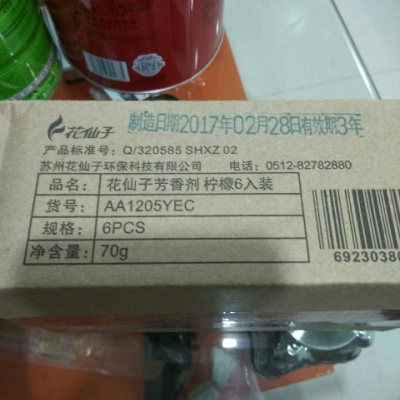 花仙子
制造日期2017年02月28日有效期3年
产品标准号：Q/320585 SHXZ 02
苏州花仙子环保科技有限公司 电话：0512-82782880
品名：花仙子芳香剂 柠檬6入装
货号：AA1205YEC
规格：6PCS
净含量：70g
6923038